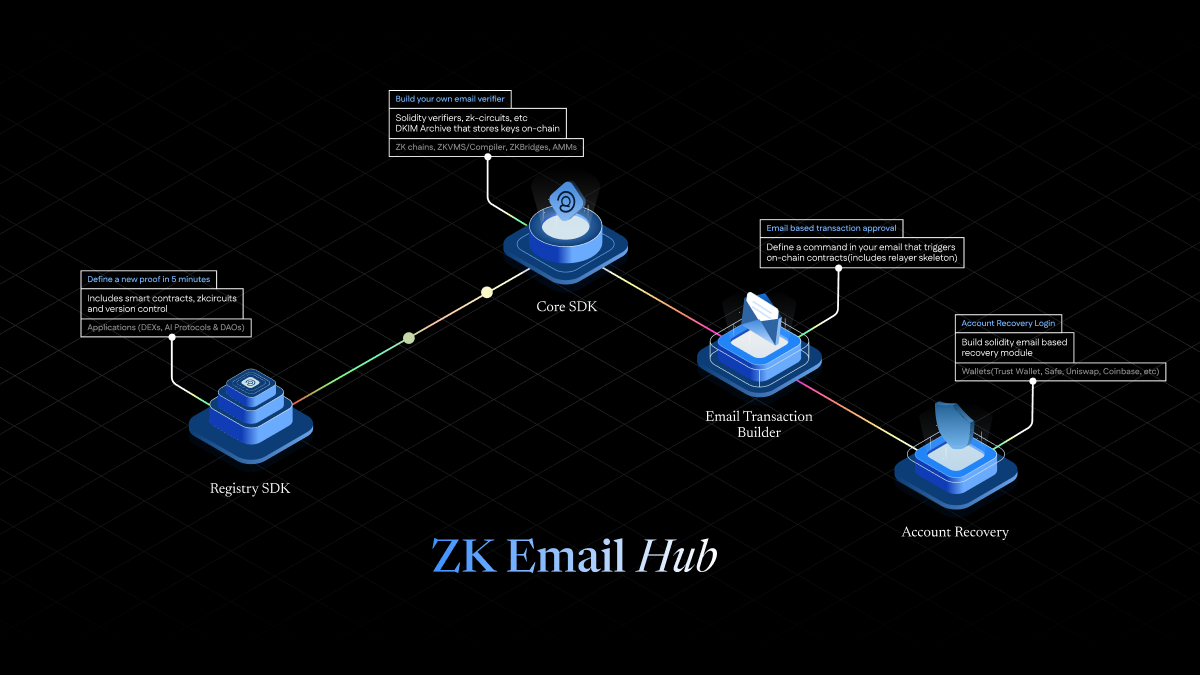 Build your own email verifier
Solidity verifiers, zk-circuits, etc
DKIM Archive that stores keys on-chain
ZK chains, ZKVMS/Compiler, ZKBridges, AMMs
Core SDK
Email based transaction approval
Define a command in your email that triggers
on-chain contracts(includes relayer skeleton)
Email Transaction
Builder
Define a new proof in 5 minutes
Includes smart contracts, zkcircuits
and version control
Applications (DEXs, AI Protocols & DAOs)
Registry SDK
Account Recovery Login
Build solidity email based
recovery module
Wallets(Trust Wallet, Safe, Uniswap, Coinbase, etc)
Account Recovery
ZK Email Hub